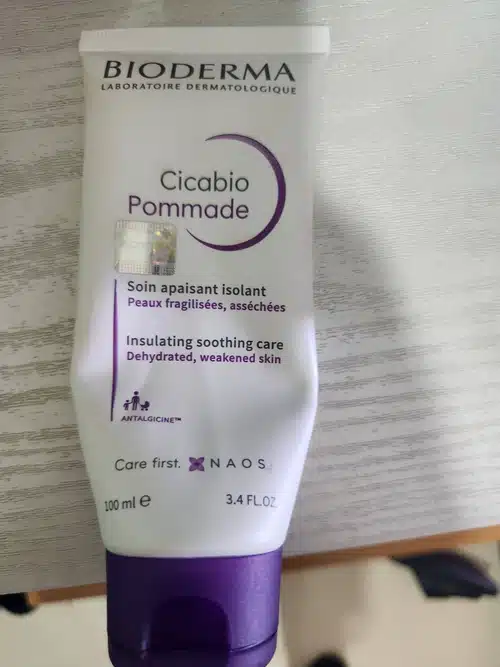 BIODERMA
LABORATOIRE DERMATOLOGIQUE
Cicabio
Pommade
Soin apaisant isolant
Peaux fragilisées, asséchées
Insulating soothing care
Dehydrated, weakened skin
ANTALGICINE™
Care first. NAOS
100 ml ℮ 3.4 FL.OZ.